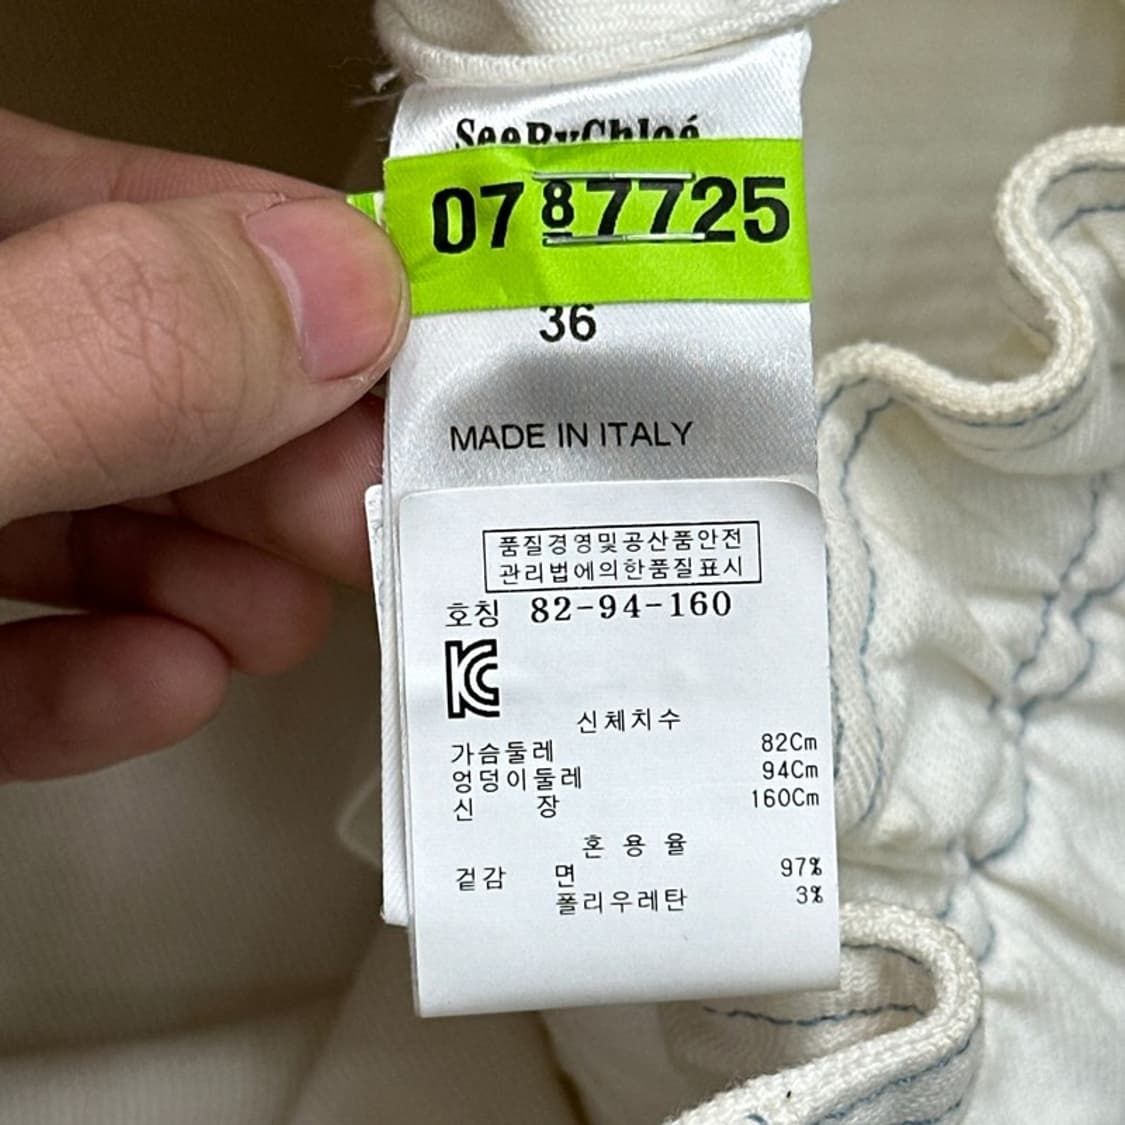 SeeByChloé
0787725
36
MADE IN ITALY
품질경영및공산품안전
관리법에의한품질표시
호칭 82-94-160
KC
신체치수
가슴둘레 82Cm
엉덩이둘레 94Cm
신 장 160Cm
혼 용 율
겉감 면 97%
폴리우레탄 3%